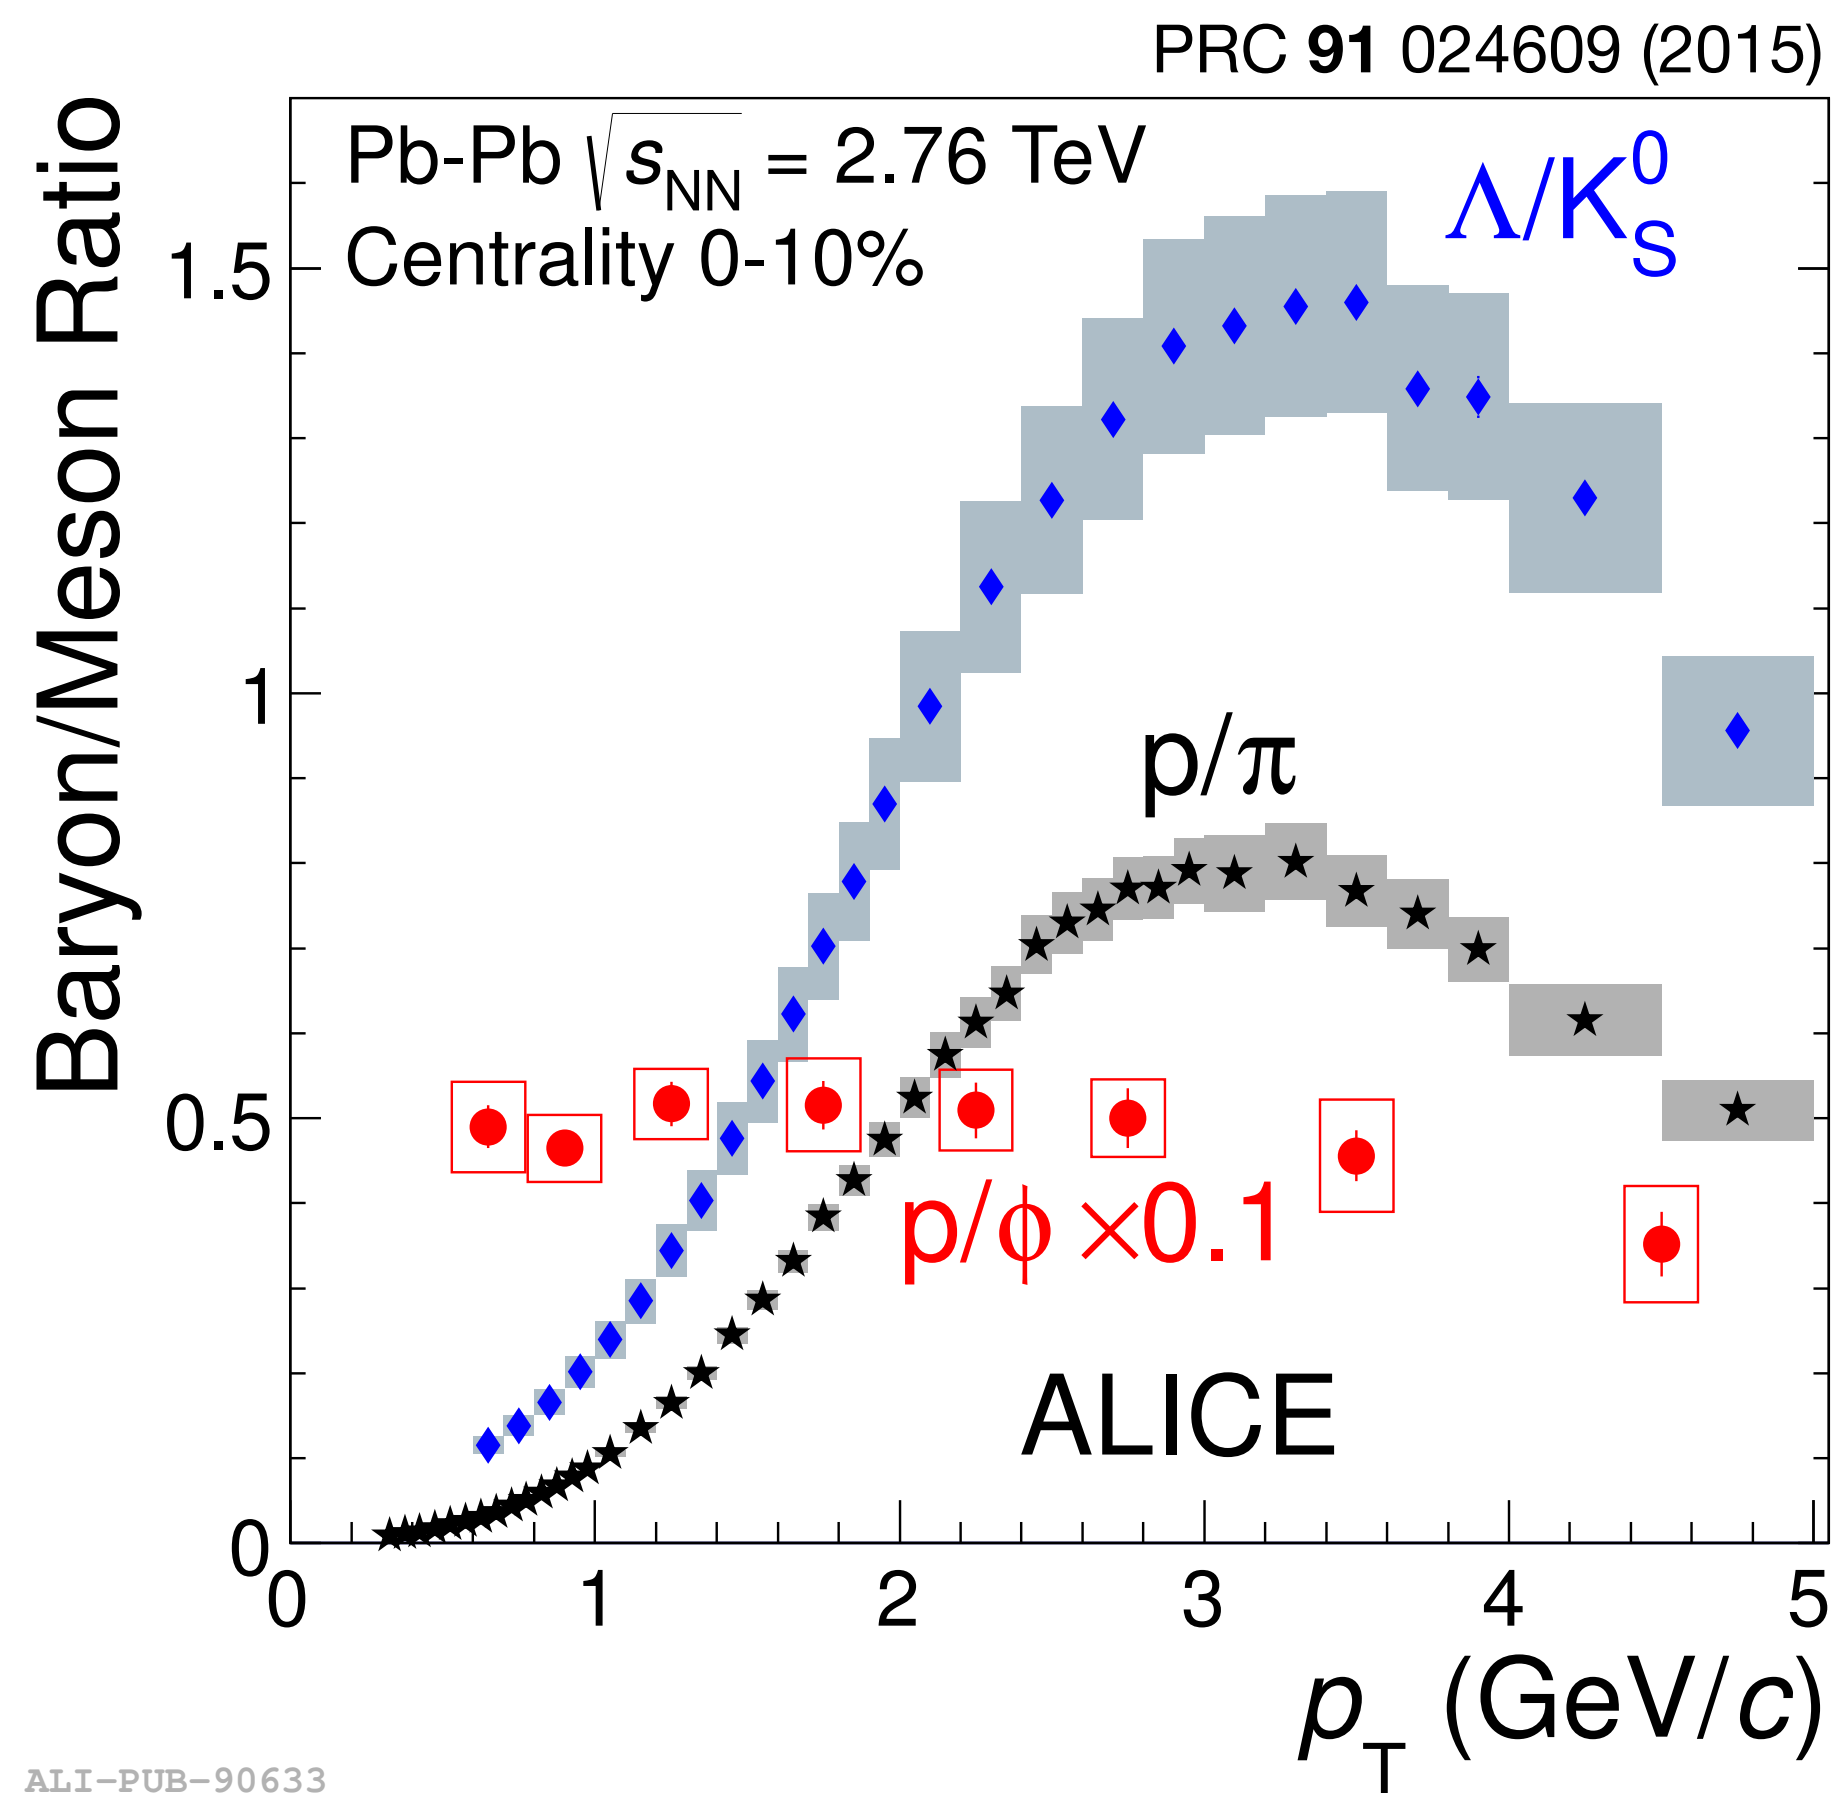 PRC 91 024609 (2015)
Baryon/Meson Ratio
Pb-Pb √sNN = 2.76 TeV
Centrality 0-10%
Λ/K0S
1.5
1
p/π
0.5
p/ϕ ×0.1
ALICE
0
0 1 2 3 4 5
pT (GeV/c)
ALI-PUB-90633